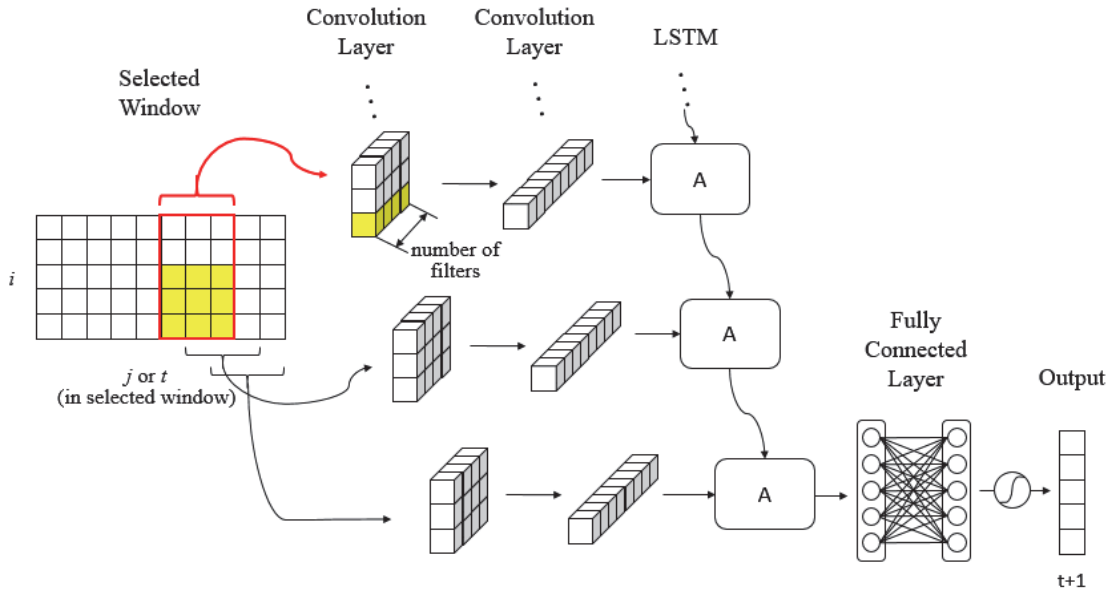 Convolution
Layer
Convolution
Layer
LSTM
Selected
Window
A
number of
filters
i
A
Fully
Connected
Layer
Output
j or t
(in selected window)
A
t+1